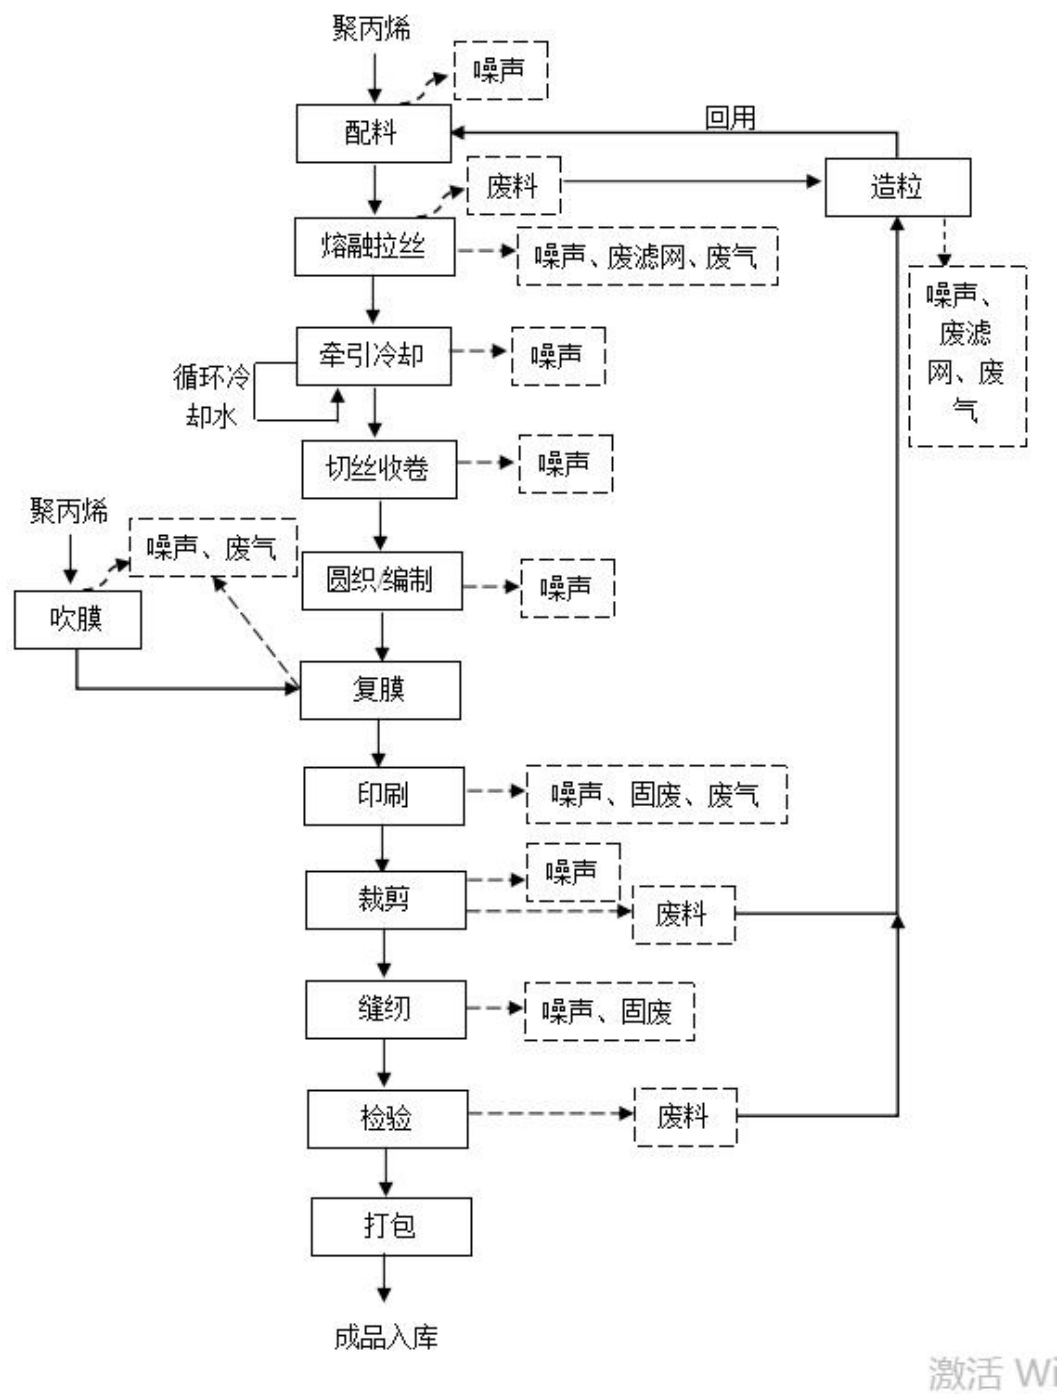 聚丙烯
噪声
配料
回用
废料
造粒
熔融拉丝
噪声、废滤网、废气
噪声、
废滤
网、废
气
牵引冷却
噪声
循环冷
却水
切丝收卷
噪声
聚丙烯
噪声、废气
圆织/编制
噪声
吹膜
复膜
印刷
噪声、固废、废气
噪声
裁剪
废料
缝纫
噪声、固废
检验
废料
打包
成品入库
激活 Wi